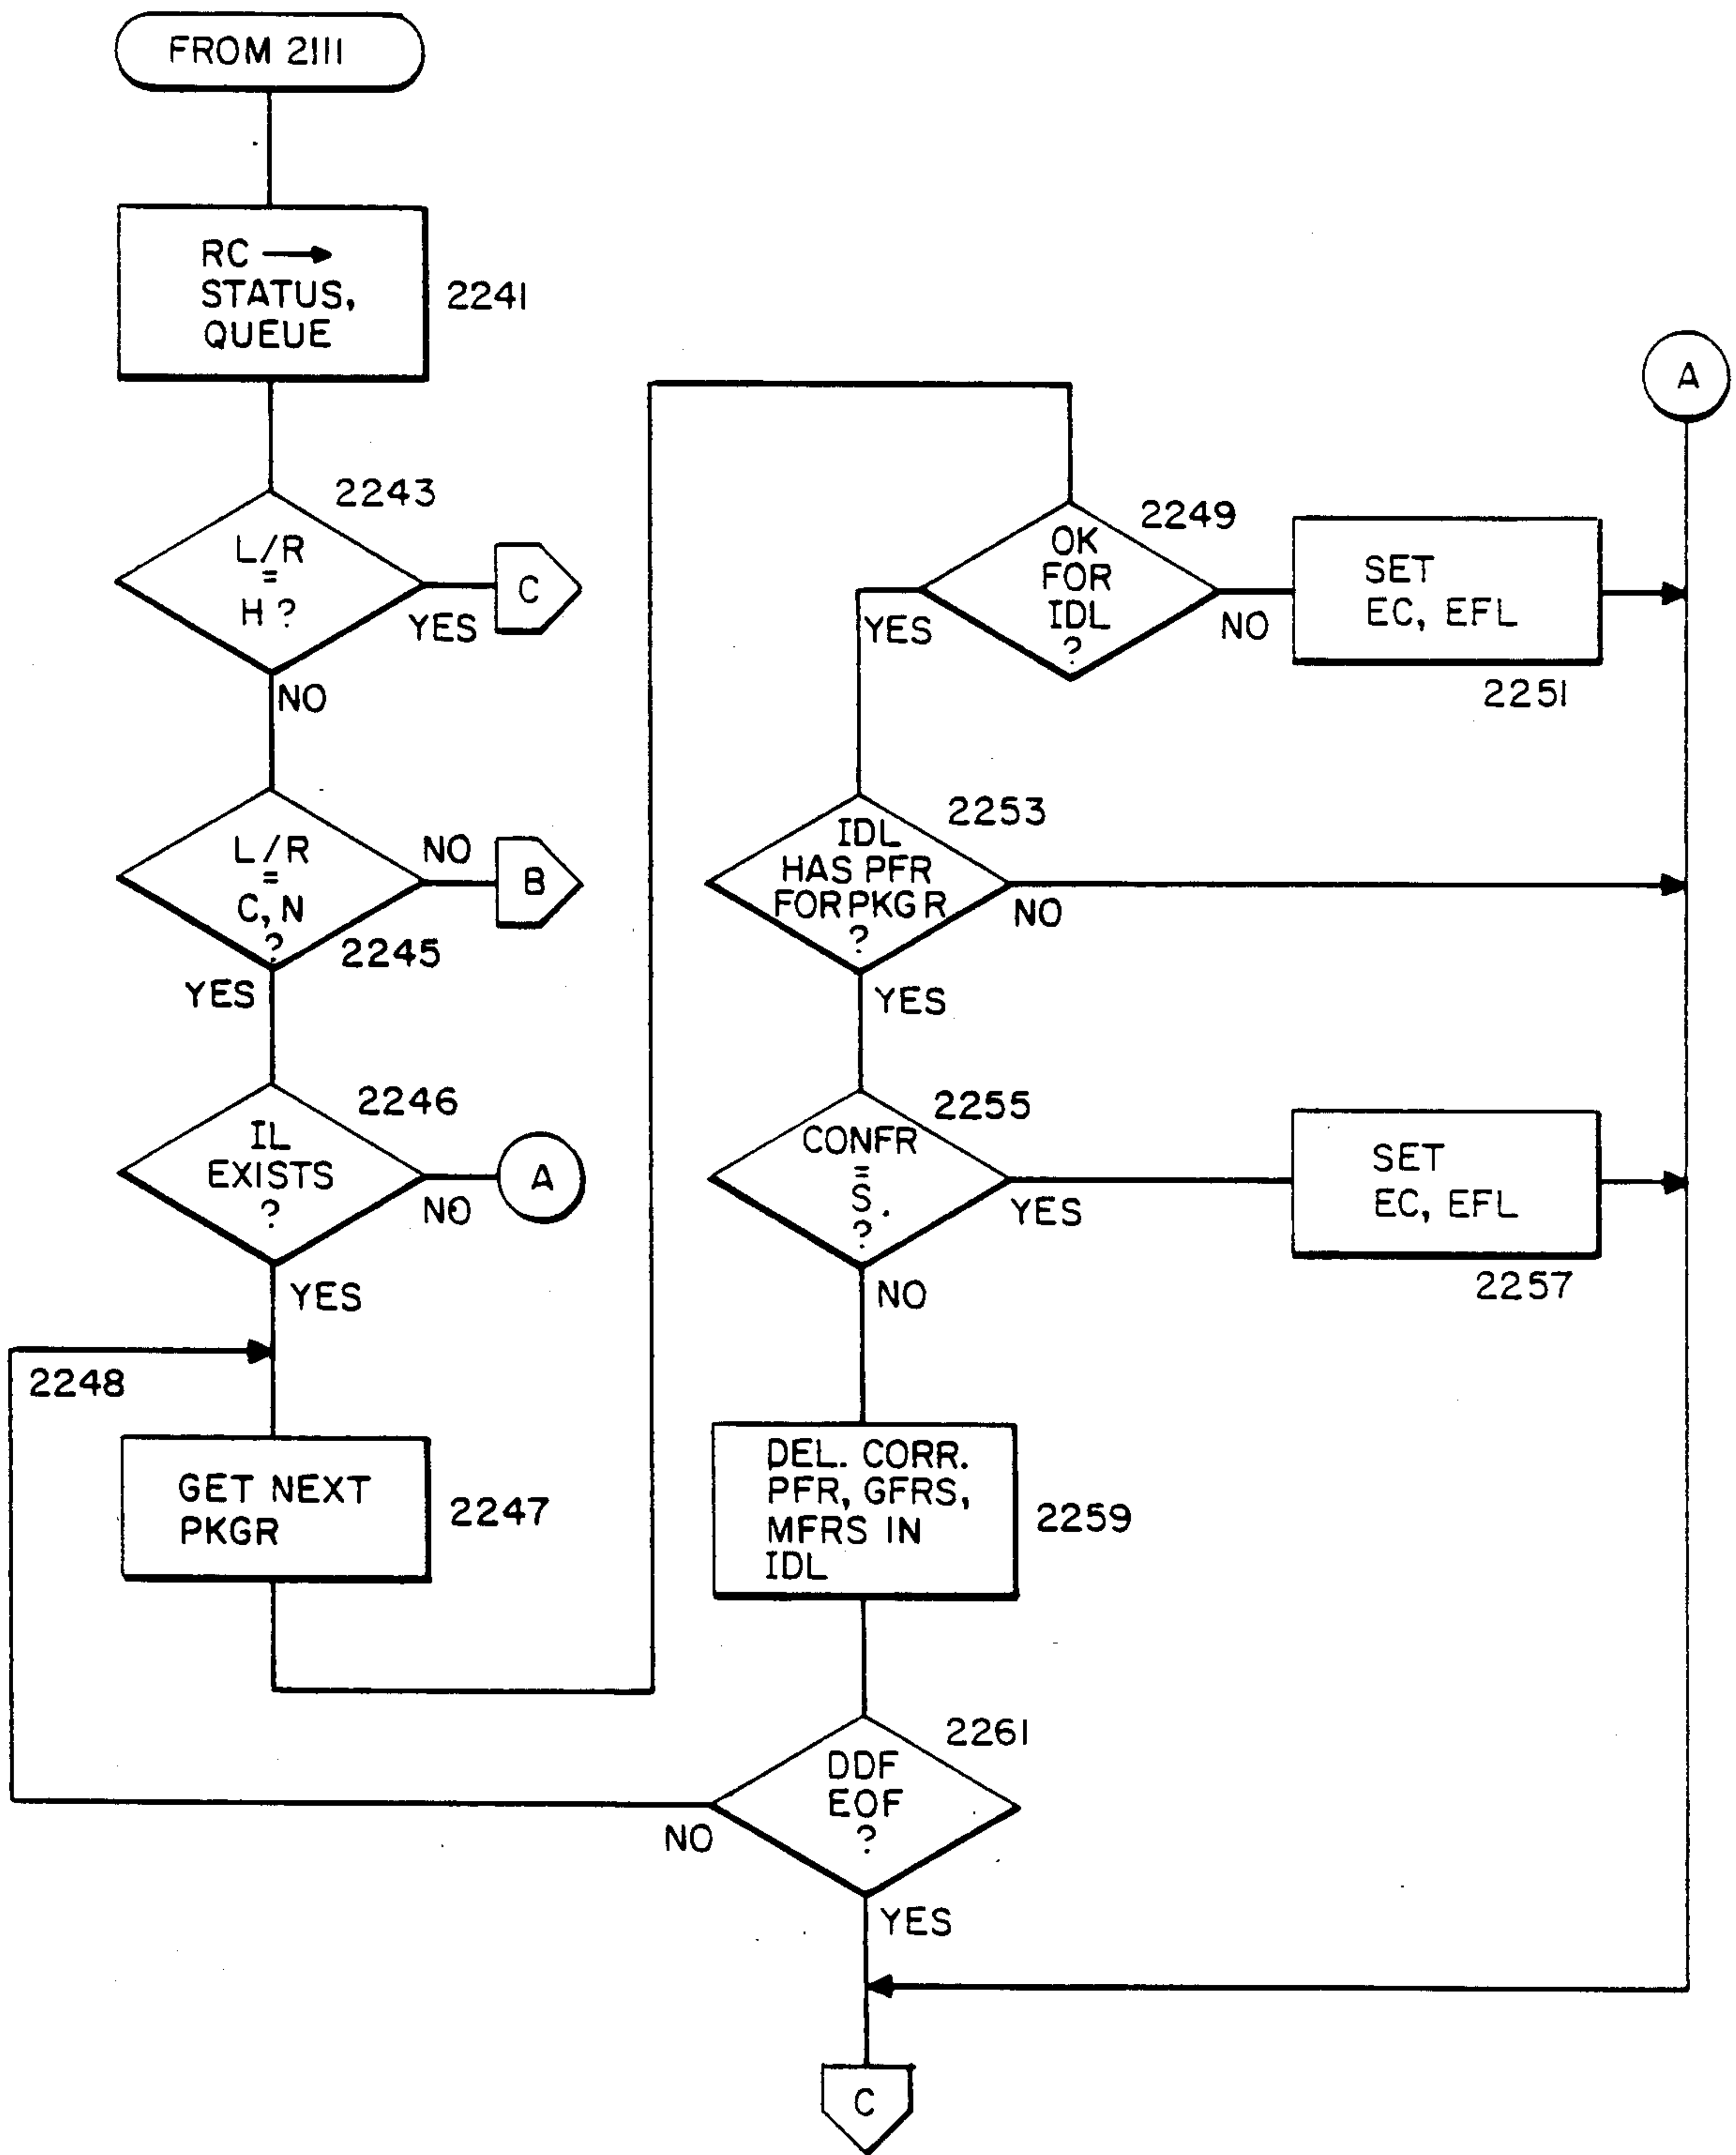 FROM 2111
RC →
STATUS,
QUEUE
2241
2243
L/R
=
H ?
YES
C
NO
L/R
=
C, N
?
NO
B
2245
YES
2246
IL
EXISTS
?
NO
A
YES
2248
GET NEXT
PKGR
2247
A
2249
OK
FOR
IDL
?
YES
NO
SET
EC, EFL
2251
2253
IDL
HAS PFR
FOR PKGR
?
NO
YES
2255
CONFR
=
S
?
YES
SET
EC, EFL
2257
NO
DEL. CORR.
PFR, GFRS,
MFRS IN
IDL
2259
2261
DDF
EOF
?
NO
YES
C